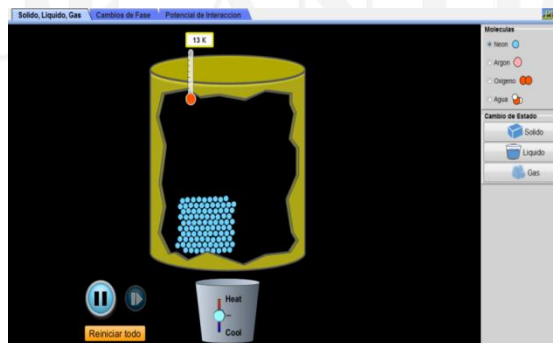 Solido, Liquido, Gas
Cambios de Fase
Potencial de Interaccion
13 K
Moleculas
Neon
Argon
Oxigeno
Agua
Cambio de Estado
Solido
Liquido
Gas
Heat
Cool
Reiniciar todo